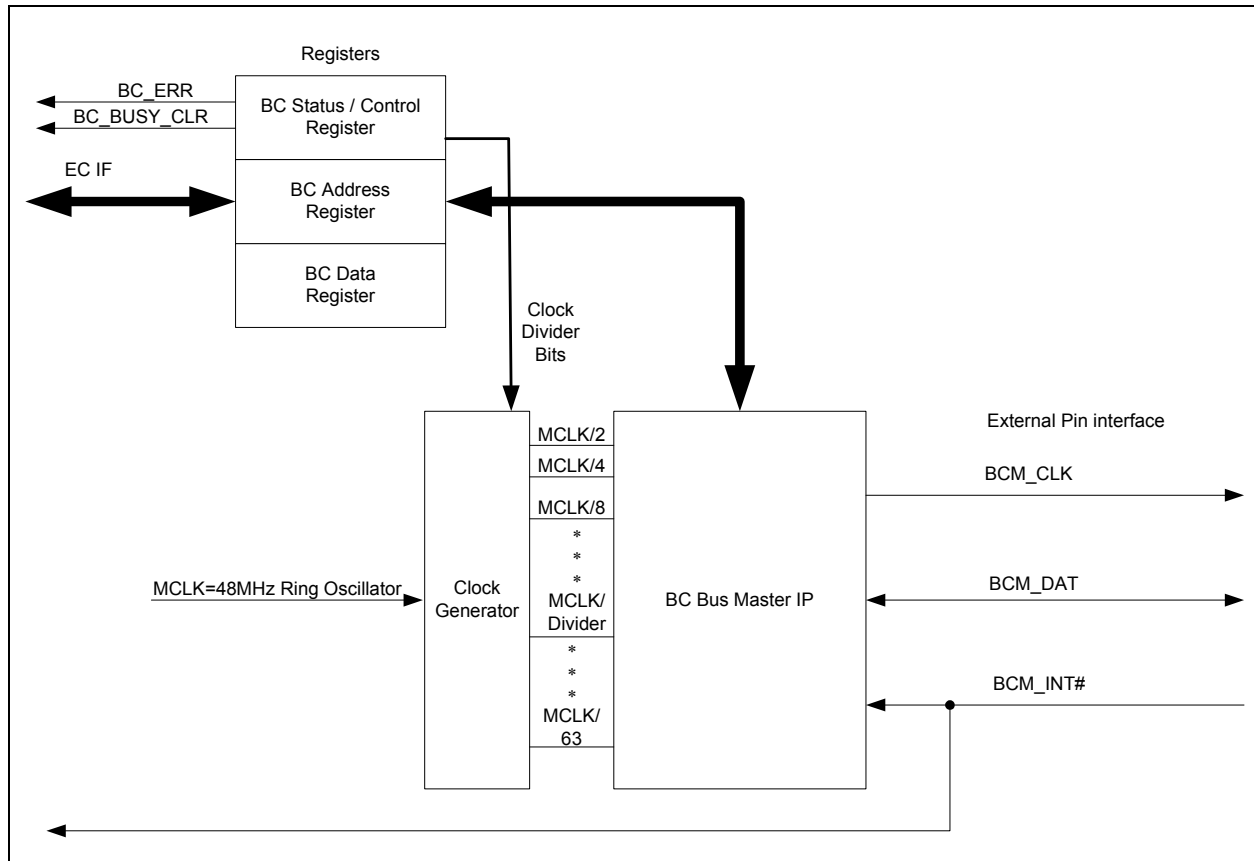 Registers
BC_ERR
BC_BUSY_CLR
BC Status / Control
Register
EC IF
BC Address
Register
BC Data
Register
Clock
Divider
Bits
MCLK/2
MCLK/4
MCLK/8
*
*
*
MCLK/
Divider
*
*
*
MCLK/
63
MCLK=48MHz Ring Oscillator
Clock
Generator
BC Bus Master IP
External Pin interface
BCM_CLK
BCM_DAT
BCM_INT#